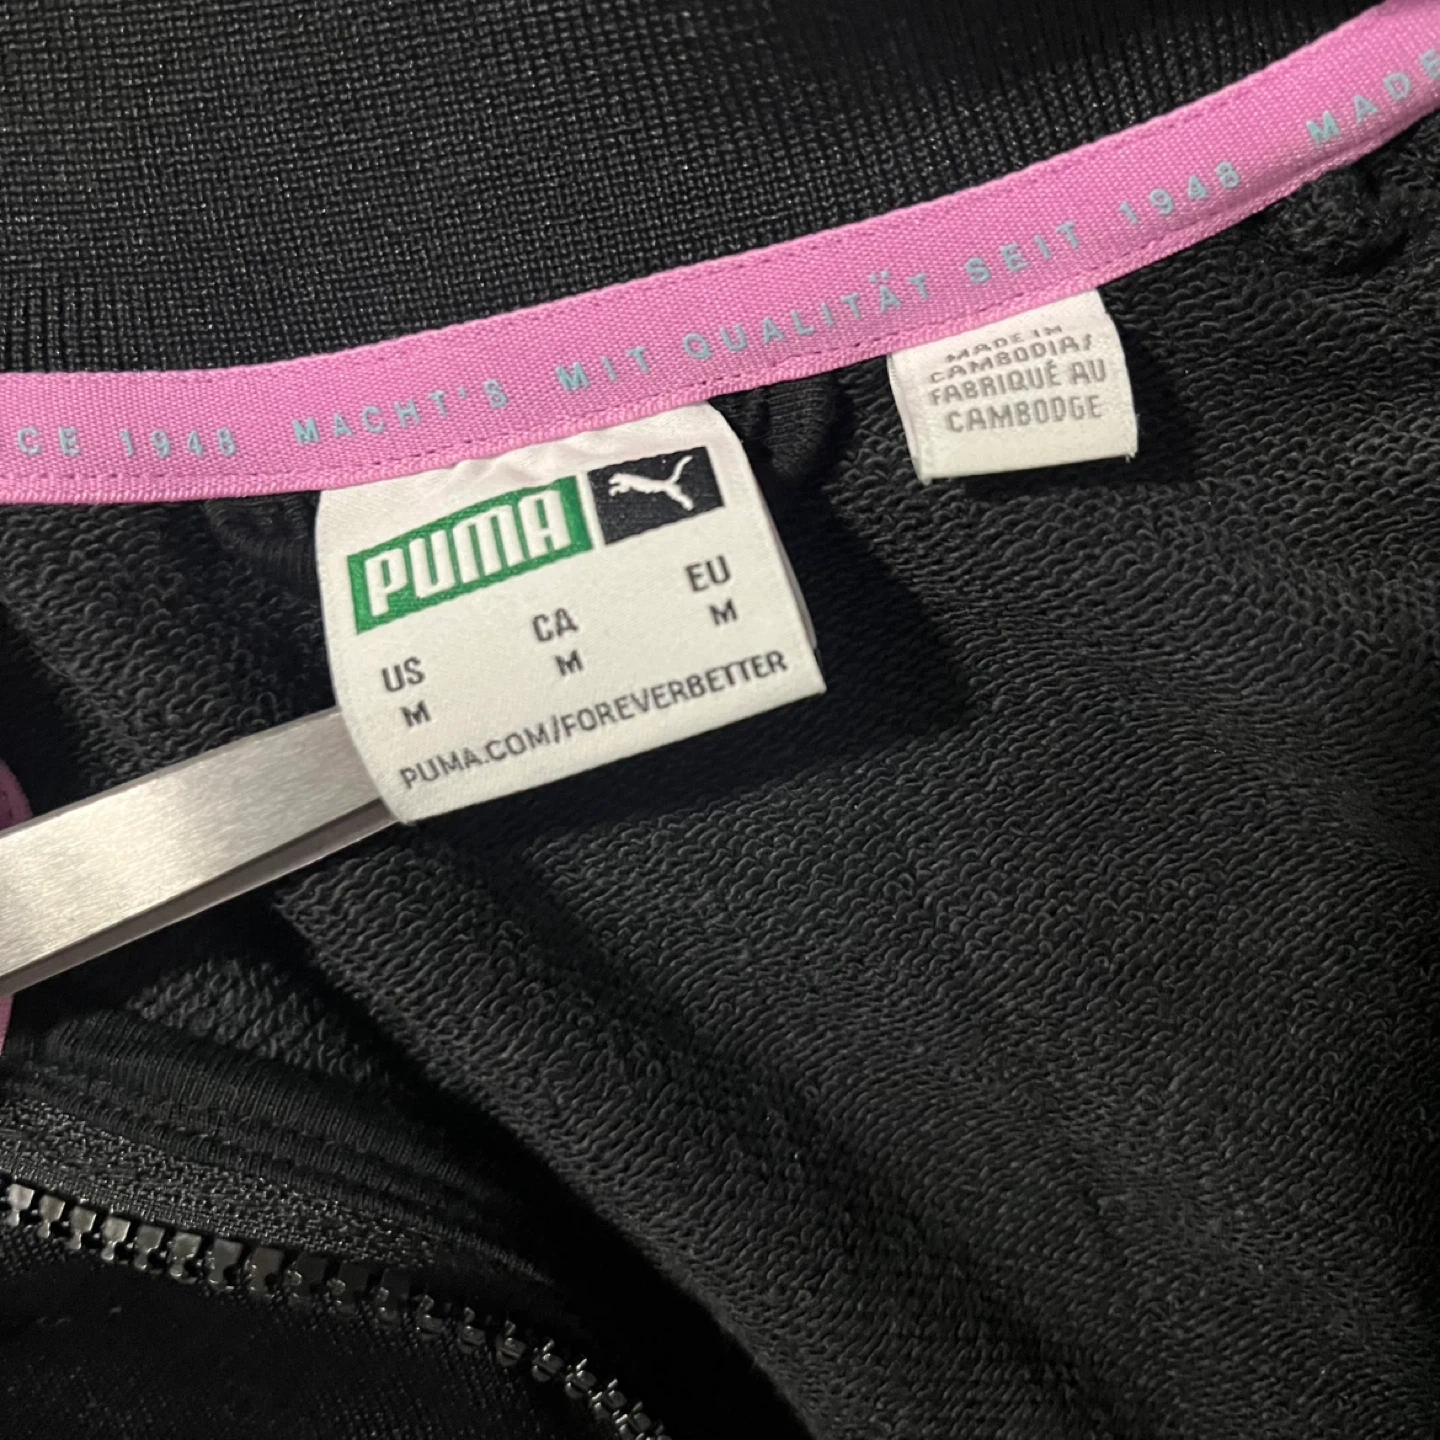 CE 1948 MACHT'S MIT QUALITÄT SEIT 1948 MADE
MADE IN
CAMBODIA/
FABRIQUÉ AU
CAMBODGE
PUMA
US CA EU
M M M
PUMA.COM/FOREVERBETTER